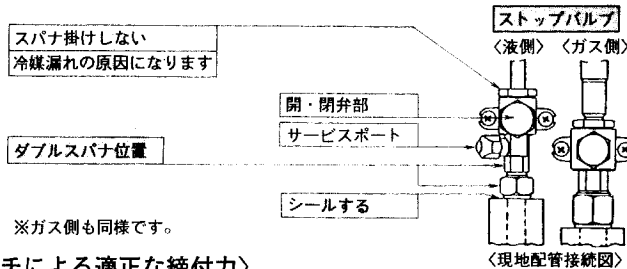 ストップバルブ
〈液側〉 〈ガス側〉
スパナ掛けしない
冷媒漏れの原因になります
開・閉弁部
サービスポート
ダブルスパナ位置
シールする
※ガス側も同様です。
〈現地配管接続図〉
チによる適正な締付力〉